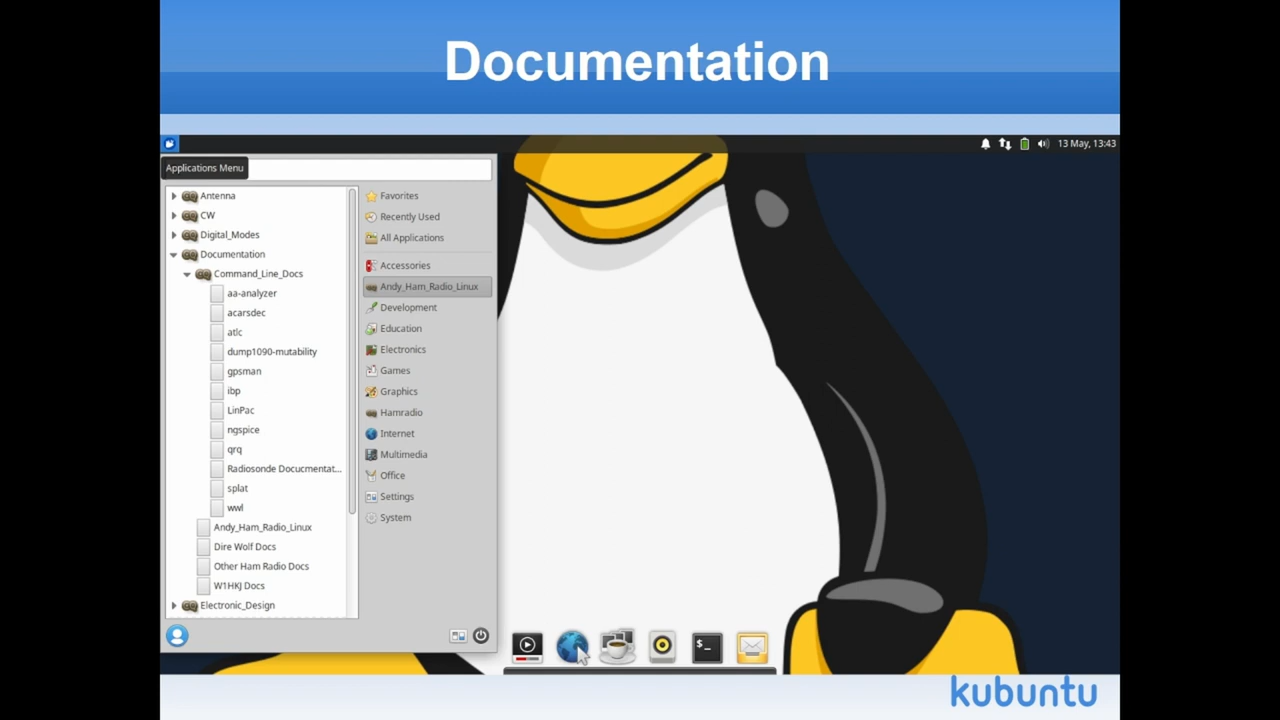 Documentation
13 May, 13:43
Applications Menu
Antenna
CW
Digital_Modes
Documentation
Command_Line_Docs
aa-analyzer
acarsdec
atlc
dump1090-mutability
gpsman
ibp
LinPac
ngspice
qrq
Radiosonde Docucmentat...
splat
wwl
Andy_Ham_Radio_Linux
Dire Wolf Docs
Other Ham Radio Docs
W1HKJ Docs
Electronic_Design
Favorites
Recently Used
All Applications
Accessories
Andy_Ham_Radio_Linux
Development
Education
Electronics
Games
Graphics
Hamradio
Internet
Multimedia
Office
Settings
System
$_
kubuntu